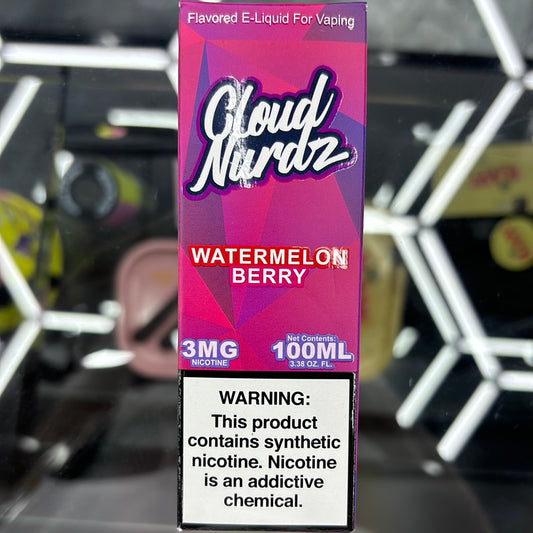 Flavored E-Liquid For Vaping
Cloud
Nurdz
WATERMELON
BERRY
3MG
NICOTINE
Net Contents:
100ML
3.38 OZ. FL.
WARNING:
This product
contains synthetic
nicotine. Nicotine
is an addictive
chemical.